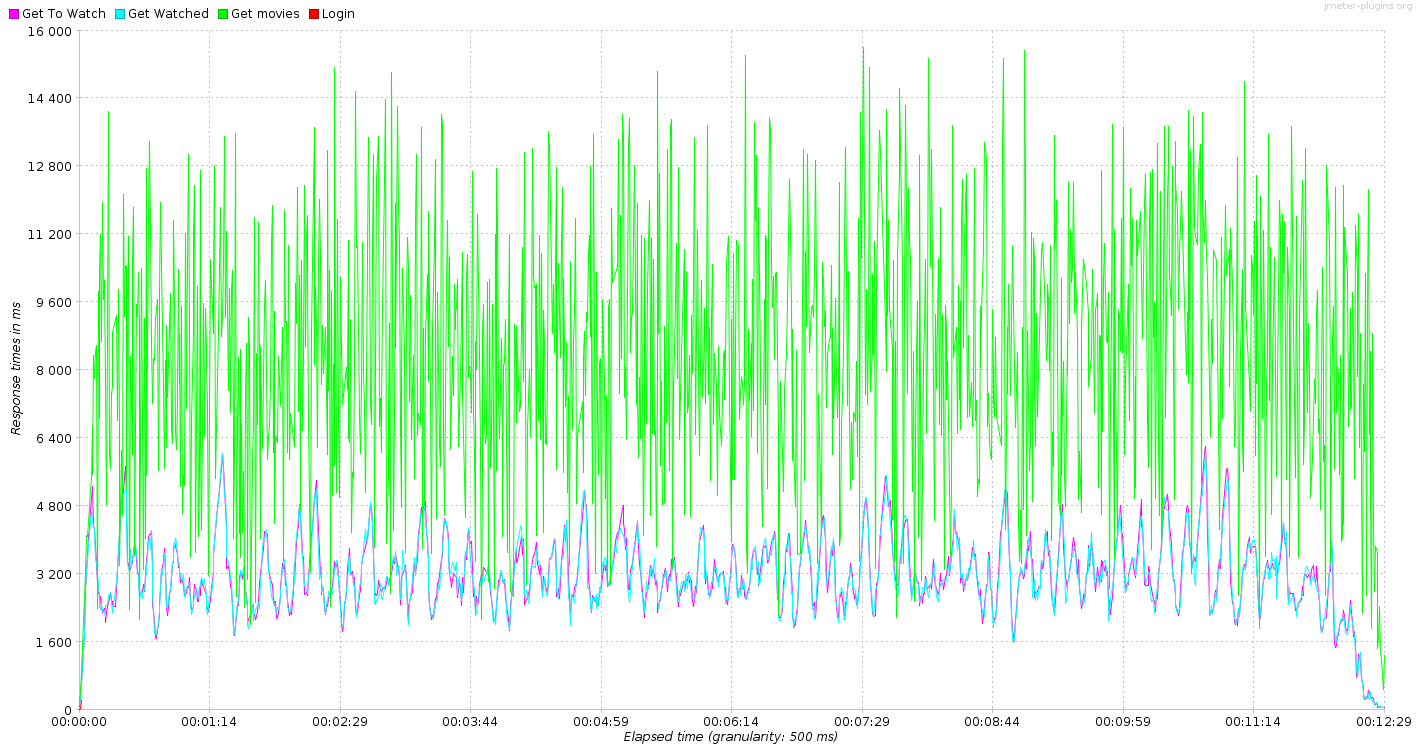 jmeter-plugins.org
Get To Watch Get Watched Get movies Login
16 000
14 400
12 800
11 200
9 600
8 000
6 400
4 800
3 200
1 600
0
Response times in ms
00:00:00 00:01:14 00:02:29 00:03:44 00:04:59 00:06:14 00:07:29 00:08:44 00:09:59 00:11:14 00:12:29
Elapsed time (granularity: 500 ms)